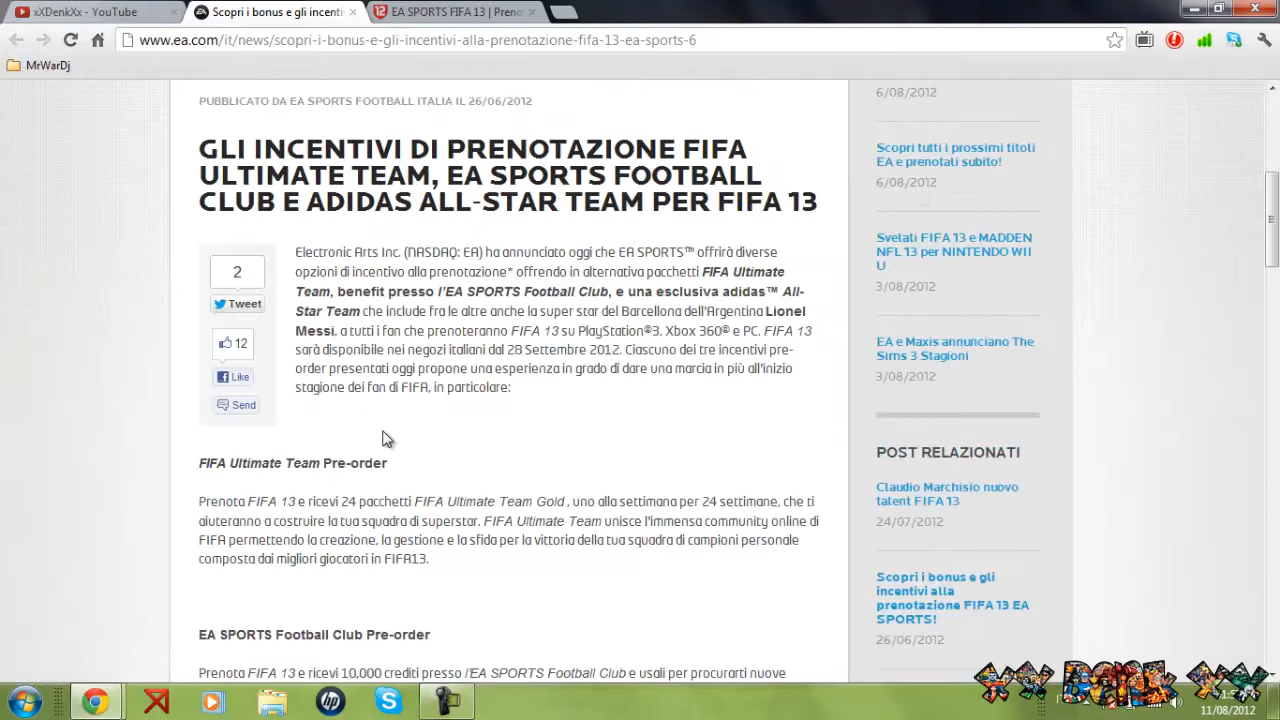 xXDenkXx - YouTube
Scopri i bonus e gli incenti
EA SPORTS FIFA 13 | Preno
www.ea.com/it/news/scopri-i-bonus-e-gli-incentivi-alla-prenotazione-fifa-13-ea-sports-6
MrWarDj
PUBBLICATO DA EA SPORTS FOOTBALL ITALIA IL 26/06/2012
GLI INCENTIVI DI PRENOTAZIONE FIFA
ULTIMATE TEAM, EA SPORTS FOOTBALL
CLUB E ADIDAS ALL-STAR TEAM PER FIFA 13
2
Tweet
12
Like
Send
Electronic Arts Inc. (NASDAQ: EA) ha annunciato oggi che EA SPORTS™ offrirà diverse
opzioni di incentivo alla prenotazione* offrendo in alternativa pacchetti FIFA Ultimate
Team, benefit presso l'EA SPORTS Football Club, e una esclusiva adidas™ All-
Star Team che include fra le altre anche la super star del Barcellona dell'Argentina Lionel
Messi, a tutti i fan che prenoteranno FIFA 13 su PlayStation®3, Xbox 360® e PC. FIFA 13
sarà disponibile nei negozi italiani dal 28 Settembre 2012. Ciascuno dei tre incentivi pre-
order presentati oggi propone una esperienza in grado di dare una marcia in più all'inizio
stagione dei fan di FIFA, in particolare:
FIFA Ultimate Team Pre-order
Prenota FIFA 13 e ricevi 24 pacchetti FIFA Ultimate Team Gold , uno alla settimana per 24 settimane, che ti
aiuteranno a costruire la tua squadra di superstar. FIFA Ultimate Team unisce l'immensa community online di
FIFA permettendo la creazione, la gestione e la sfida per la vittoria della tua squadra di campioni personale
composta dai migliori giocatori in FIFA13.
EA SPORTS Football Club Pre-order
Prenota FIFA 13 e ricevi 10,000 crediti presso l'EA SPORTS Football Club e usali per procurarti nuove
6/08/2012
Scopri tutti i prossimi titoli
EA e prenotali subito!
6/08/2012
Svelati FIFA 13 e MADDEN
NFL 13 per NINTENDO WII
U
3/08/2012
EA e Maxis annunciano The
Sims 3 Stagioni
3/08/2012
POST RELAZIONATI
Claudio Marchisio nuovo
talent FIFA 13
24/07/2012
Scopri i bonus e gli
incentivi alla
prenotazione FIFA 13 EA
SPORTS!
26/06/2012
11/08/2012